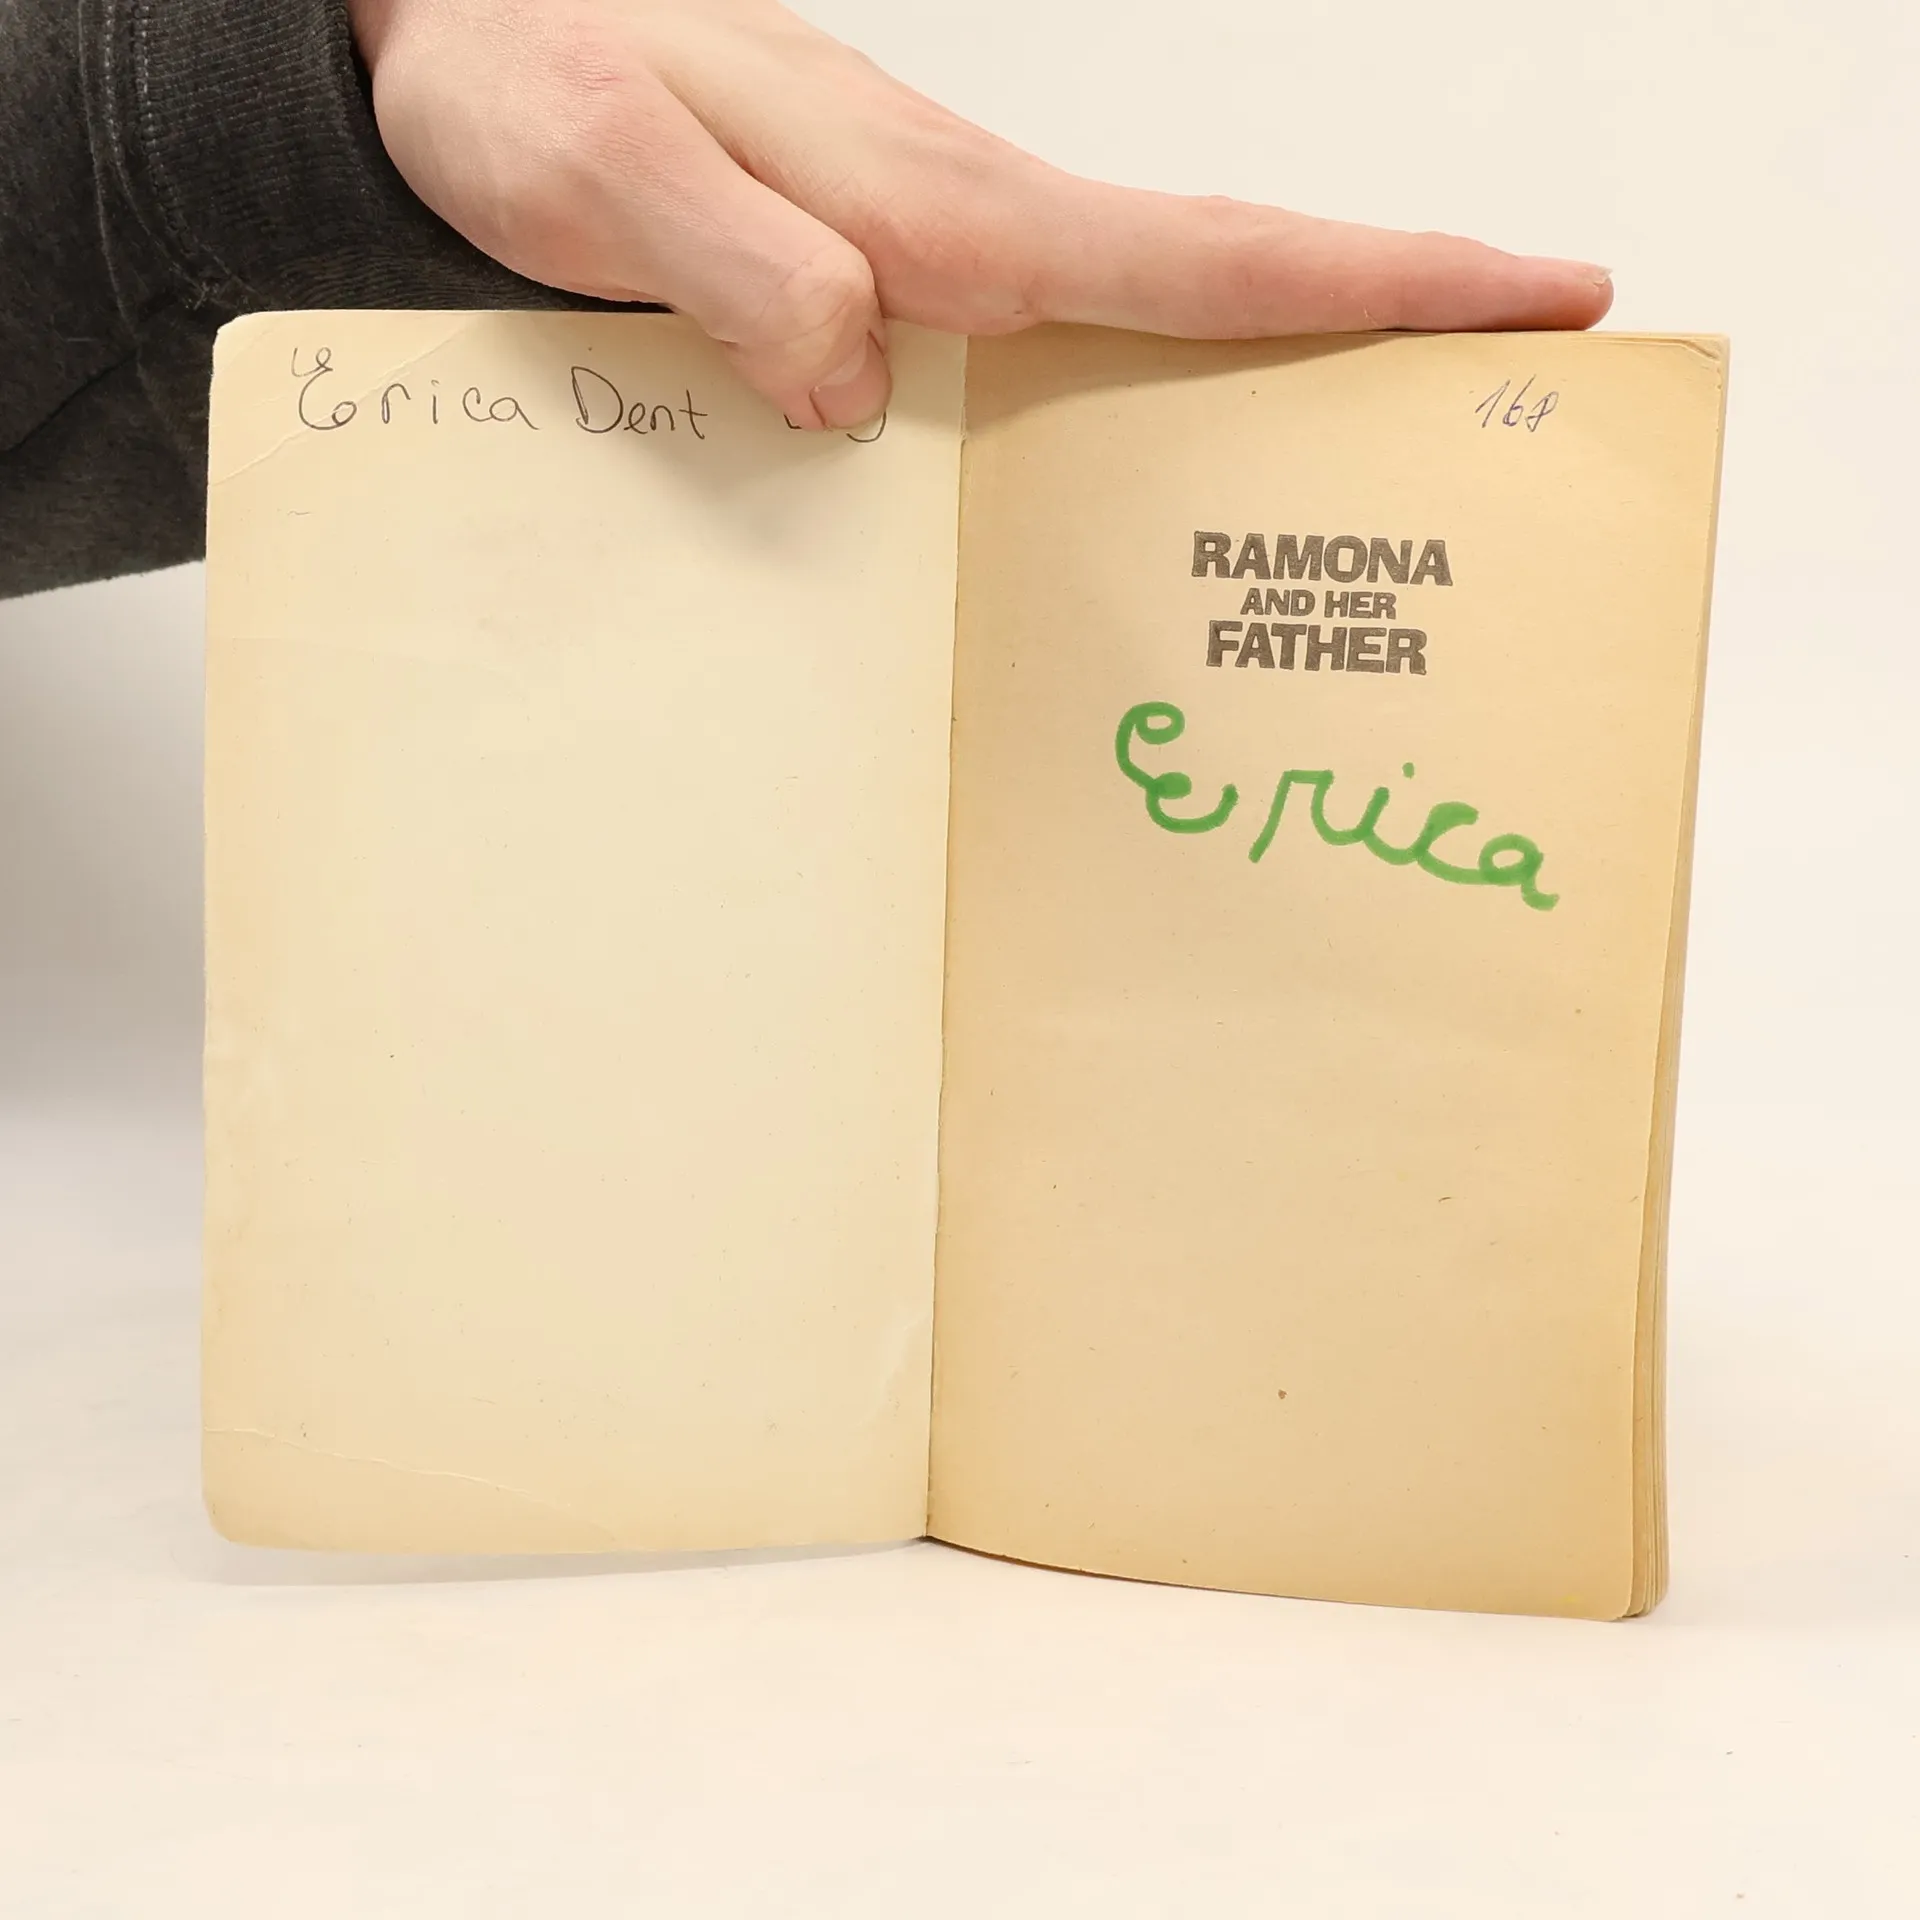 Erica Dent
168
RAMONA
AND HER
FATHER
Erica